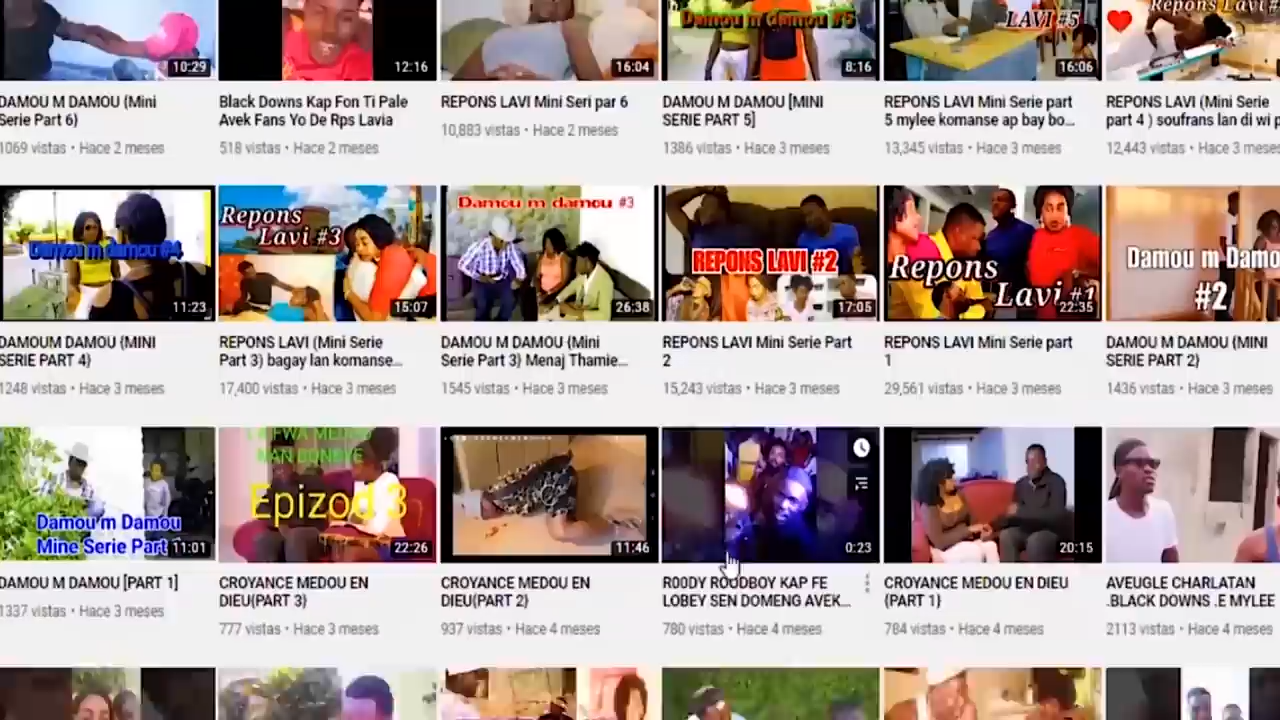 Damou m damou #5
LAVI #5
Repons Lavi #
10:29
12:16
16:04
8:16
16:06
DAMOU M DAMOU (Mini
Serie Part 6)
1069 vistas • Hace 2 meses
Black Downs Kap Fon Ti Pale
Avek Fans Yo De Rps Lavia
518 vistas • Hace 2 meses
REPONS LAVI Mini Seri par 6
10,883 vistas • Hace 2 meses
DAMOU M DAMOU [MINI
SERIE PART 5]
1386 vistas • Hace 3 meses
REPONS LAVI Mini Serie part
5 mylee komanse ap bay bo...
13,345 vistas • Hace 3 meses
REPONS LAVI (Mini Serie
part 4 ) soufrans lan di wi p
12,443 vistas • Hace 3 meses
Damou m damou #4
11:23
Repons
Lavi #3
15:07
Damou m damou #3
26:38
REPONS LAVI #2
17:05
Repons
Lavi #1
22:35
Damou m Damo
#2
DAMOUM DAMOU (MINI
SERIE PART 4)
1248 vistas • Hace 3 meses
REPONS LAVI (Mini Serie
Part 3) bagay lan komanse...
17,400 vistas • Hace 3 meses
DAMOU M DAMOU (Mini
Serie Part 3) Menaj Thamie...
1545 vistas • Hace 3 meses
REPONS LAVI Mini Serie Part
2
15,243 vistas • Hace 3 meses
REPONS LAVI Mini Serie part
1
29,561 vistas • Hace 3 meses
DAMOU M DAMOU (MINI
SERIE PART 2)
1436 vistas • Hace 3 meses
Damou m Damou
Mine Serie Part
11:01
Epizod 3
22:26
11:46
0:23
20:15
DAMOU M DAMOU [PART 1]
1337 vistas • Hace 3 meses
CROYANCE MEDOU EN
DIEU(PART 3)
777 vistas • Hace 3 meses
CROYANCE MEDOU EN
DIEU(PART 2)
937 vistas • Hace 4 meses
R00DY ROODBOY KAP FE
LOBEY SEN DOMENG AVEK...
780 vistas • Hace 4 meses
CROYANCE MEDOU EN DIEU
(PART 1)
784 vistas • Hace 4 meses
AVEUGLE CHARLATAN
.BLACK DOWNS .E MYLEE
2113 vistas • Hace 4 meses